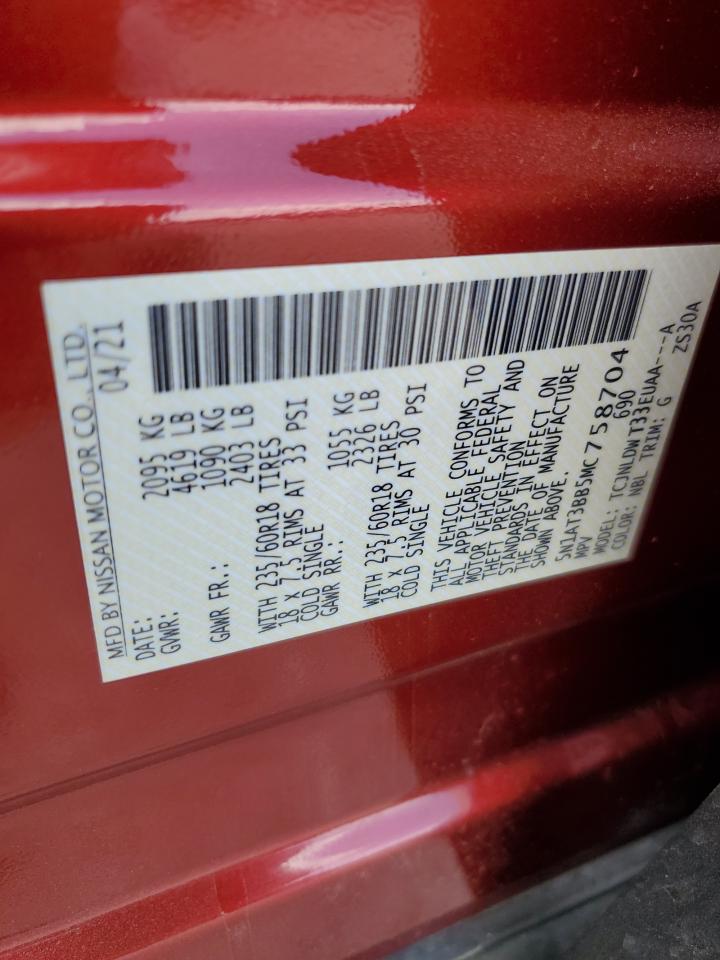 MFD BY NISSAN MOTOR CO., LTD.
DATE: 04/21
GVWR: 2095 KG
4619 LB
GAWR FR.: 1090 KG
2403 LB
WITH 235/60R18 TIRES
18 X 7.5 RIMS AT 33 PSI
COLD SINGLE
GAWR RR.: 1055 KG
2326 LB
WITH 235/60R18 TIRES
18 X 7.5 RIMS AT 30 PSI
COLD SINGLE
THIS VEHICLE CONFORMS TO
ALL APPLICABLE FEDERAL
MOTOR VEHICLE SAFETY AND
THEFT PREVENTION
STANDARDS IN EFFECT ON
THE DATE OF MANUFACTURE
SHOWN ABOVE.
5N1AT3BB5MC758704
MPV 690
MODEL: TCJNLDW T33EUAA---A
COLOR: NBL TRIM: G ZS30A